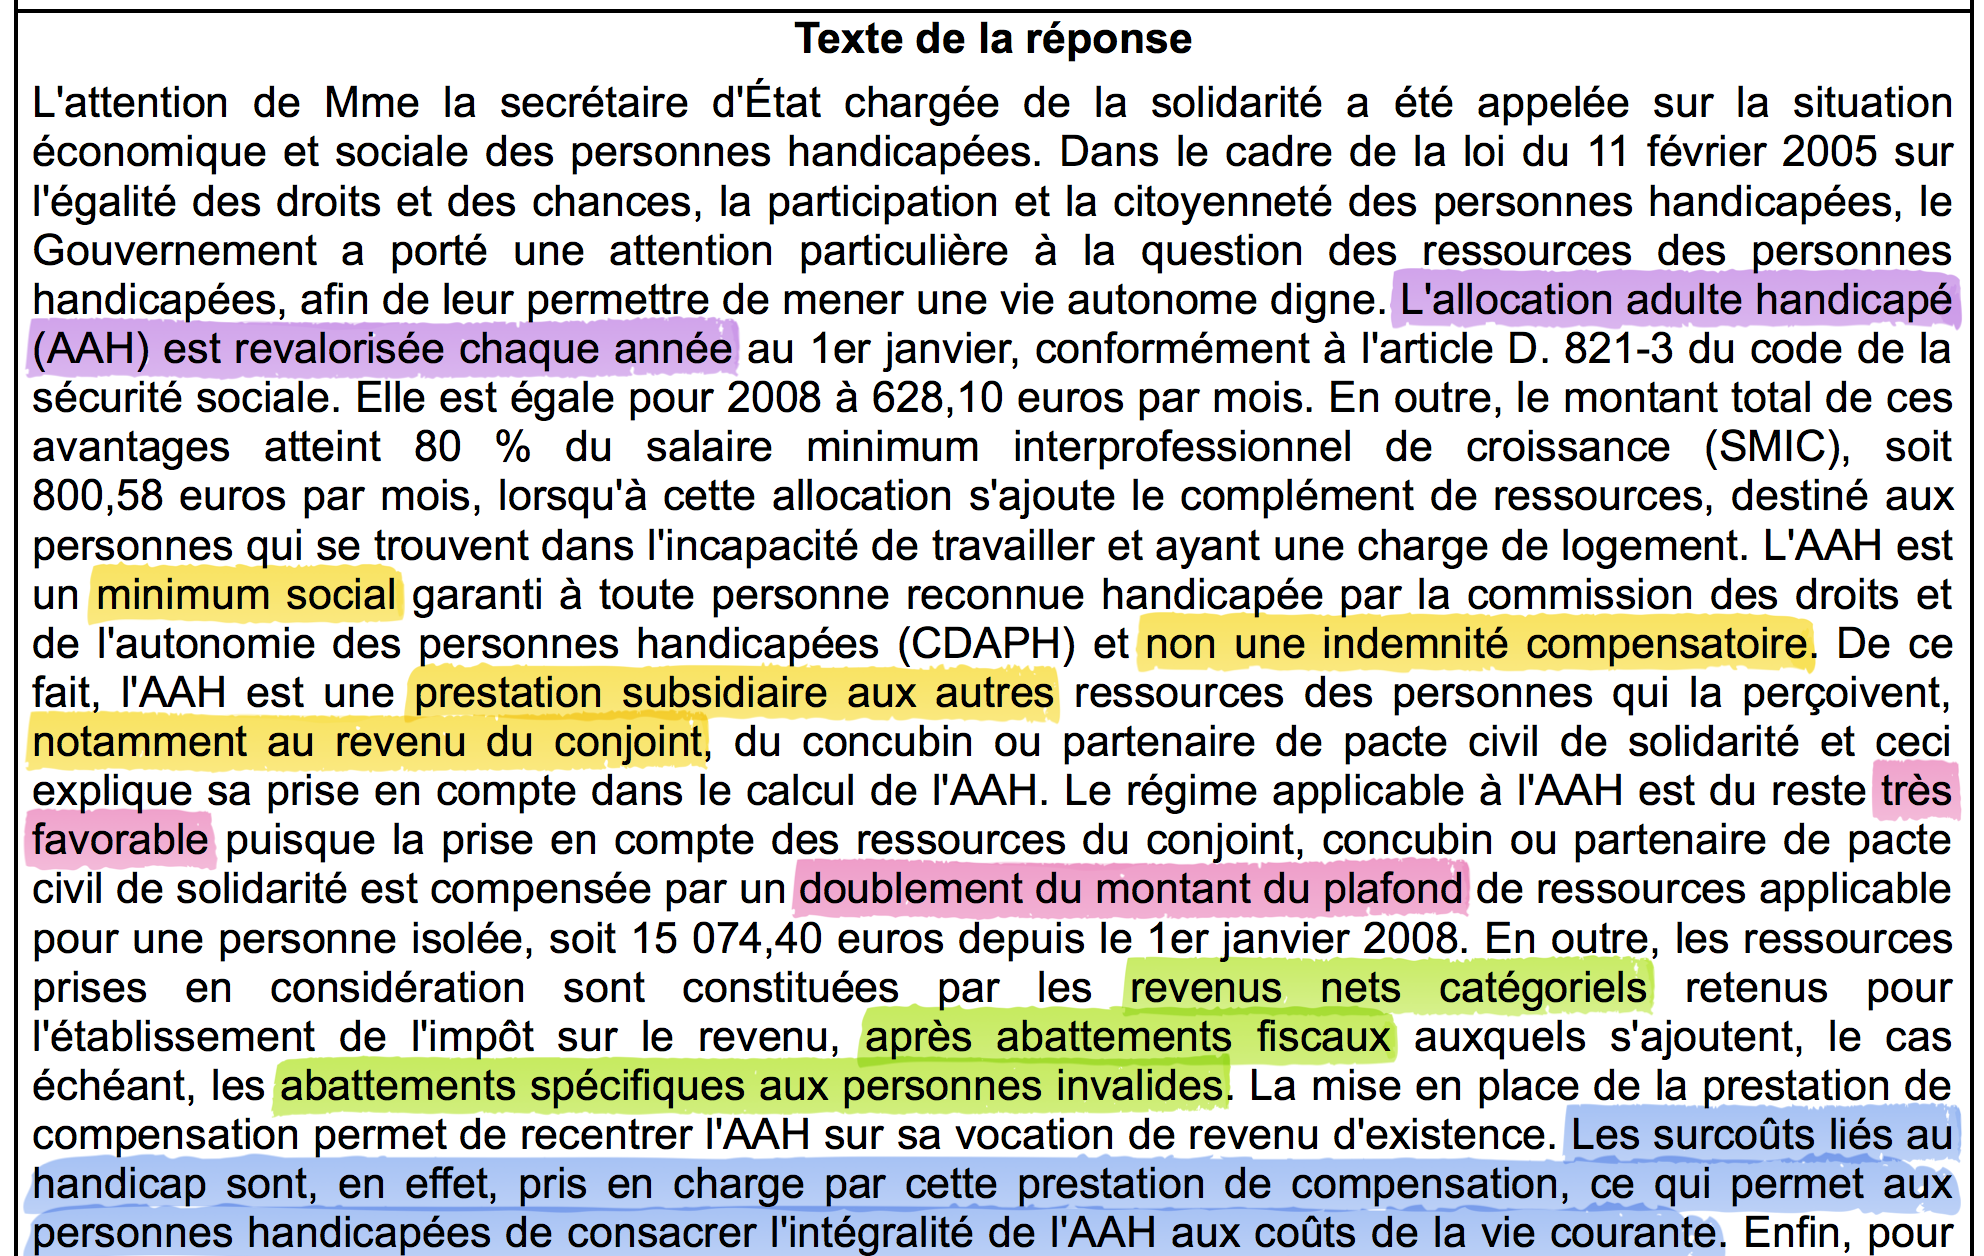 Texte de la réponse
L'attention de Mme la secrétaire d'État chargée de la solidarité a été appelée sur la situation
économique et sociale des personnes handicapées. Dans le cadre de la loi du 11 février 2005 sur
l'égalité des droits et des chances, la participation et la citoyenneté des personnes handicapées, le
Gouvernement a porté une attention particulière à la question des ressources des personnes
handicapées, afin de leur permettre de mener une vie autonome digne. L'allocation adulte handicapé
(AAH) est revalorisée chaque année au 1er janvier, conformément à l'article D. 821-3 du code de la
sécurité sociale. Elle est égale pour 2008 à 628,10 euros par mois. En outre, le montant total de ces
avantages atteint 80 % du salaire minimum interprofessionnel de croissance (SMIC), soit
800,58 euros par mois, lorsqu'à cette allocation s'ajoute le complément de ressources, destiné aux
personnes qui se trouvent dans l'incapacité de travailler et ayant une charge de logement. L'AAH est
un minimum social garanti à toute personne reconnue handicapée par la commission des droits et
de l'autonomie des personnes handicapées (CDAPH) et non une indemnité compensatoire. De ce
fait, l'AAH est une prestation subsidiaire aux autres ressources des personnes qui la perçoivent,
notamment au revenu du conjoint, du concubin ou partenaire de pacte civil de solidarité et ceci
explique sa prise en compte dans le calcul de l'AAH. Le régime applicable à l'AAH est du reste très
favorable puisque la prise en compte des ressources du conjoint, concubin ou partenaire de pacte
civil de solidarité est compensée par un doublement du montant du plafond de ressources applicable
pour une personne isolée, soit 15 074,40 euros depuis le 1er janvier 2008. En outre, les ressources
prises en considération sont constituées par les revenus nets catégoriels retenus pour
l'établissement de l'impôt sur le revenu, après abattements fiscaux auxquels s'ajoutent, le cas
échéant, les abattements spécifiques aux personnes invalides. La mise en place de la prestation de
compensation permet de recentrer l'AAH sur sa vocation de revenu d'existence. Les surcoûts liés au
handicap sont, en effet, pris en charge par cette prestation de compensation, ce qui permet aux
personnes handicapées de consacrer l'intégralité de l'AAH aux coûts de la vie courante. Enfin, pour